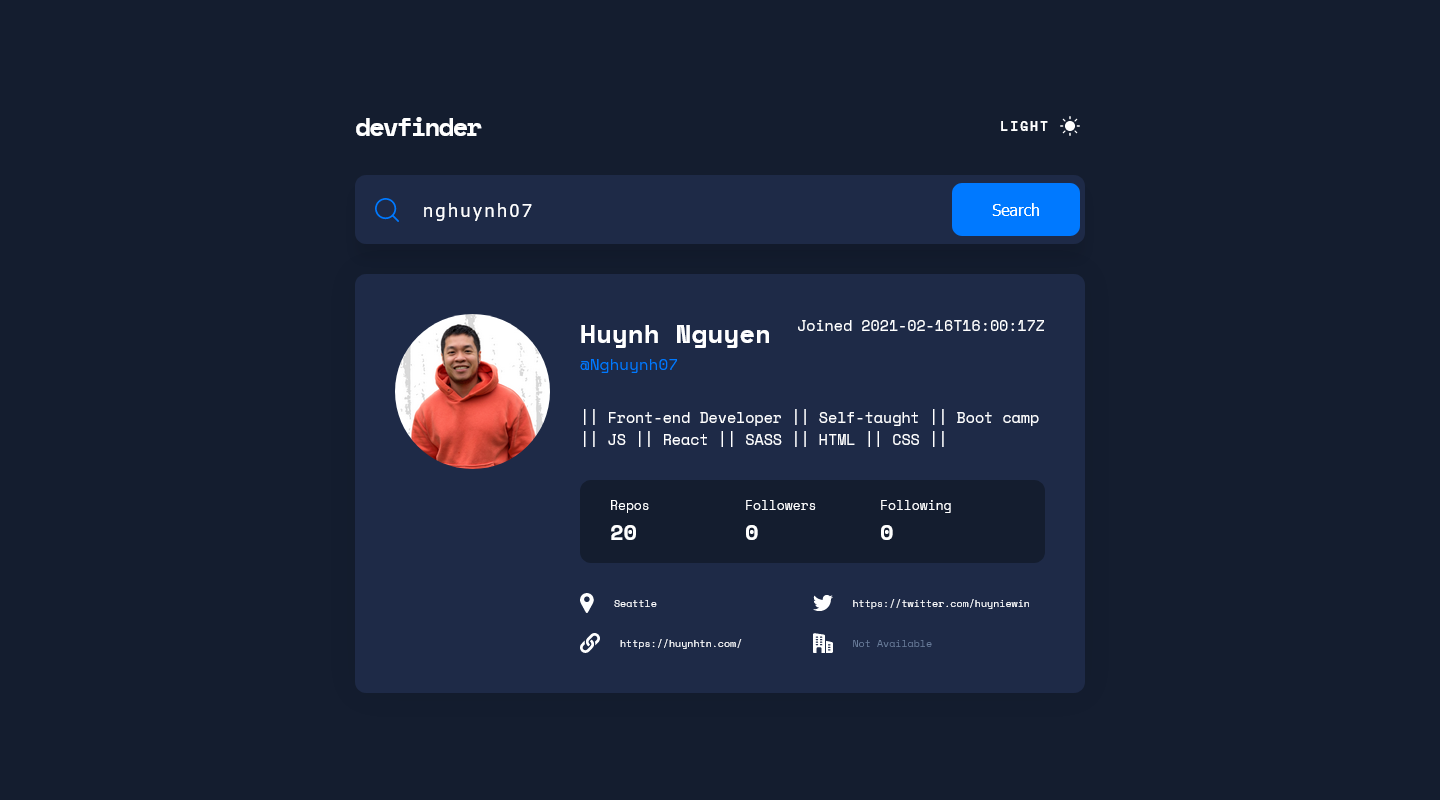 devfinder
LIGHT
nghuynh07
Search
Huynh Nguyen
Joined 2021-02-16T16:00:17Z
@Nghuynh07
|| Front-end Developer || Self-taught || Boot camp
|| JS || React || SASS || HTML || CSS ||
Repos
20
Followers
0
Following
0
Seattle
https://twitter.com/huyniewin
https://huynhtn.com/
Not Available